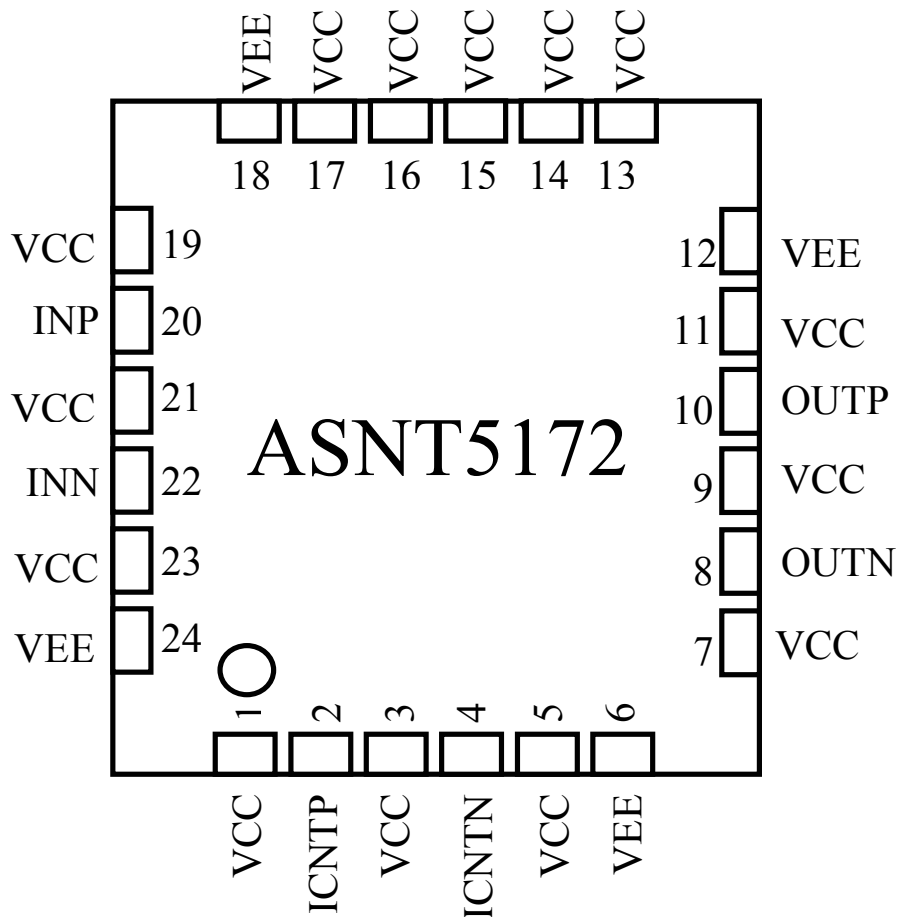 VEE VCC VCC VCC VCC VCC
18 17 16 15 14 13
VCC 19
INP 20
VCC 21
INN 22
VCC 23
VEE 24
ASNT5172
12 VEE
11 VCC
10 OUTP
9 VCC
8 OUTN
7 VCC
1 2 3 4 5 6
VCC ICNTP VCC ICNTN VCC VEE